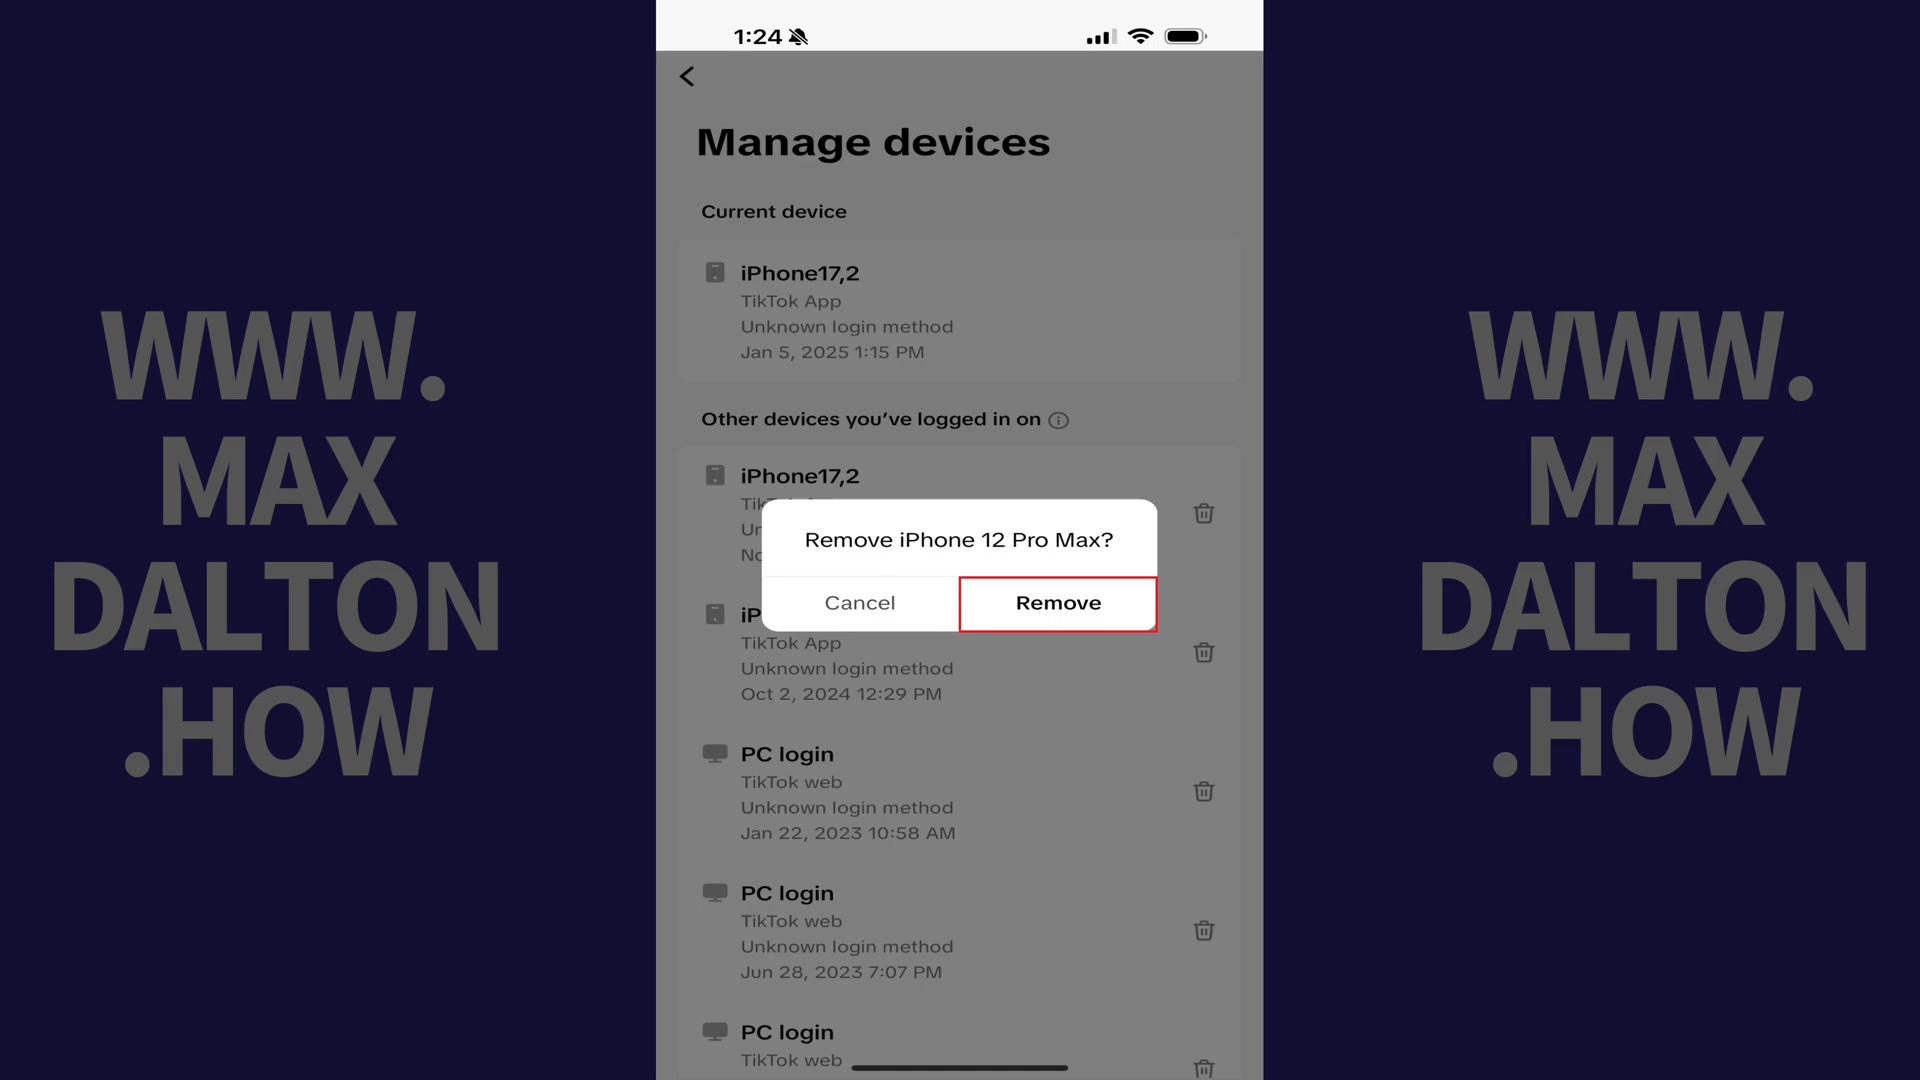 1:24
Manage devices
Current device
iPhone17,2
TikTok App
Unknown login method
Jan 5, 2025 1:15 PM
Other devices you've logged in on
iPhone17,2
Remove iPhone 12 Pro Max?
Cancel
Remove
TikTok App
Unknown login method
Oct 2, 2024 12:29 PM
PC login
TikTok web
Unknown login method
Jan 22, 2023 10:58 AM
PC login
TikTok web
Unknown login method
Jun 28, 2023 7:07 PM
PC login
TikTok web
WWW.
MAX
DALTON
.HOW
WWW.
MAX
DALTON
.HOW